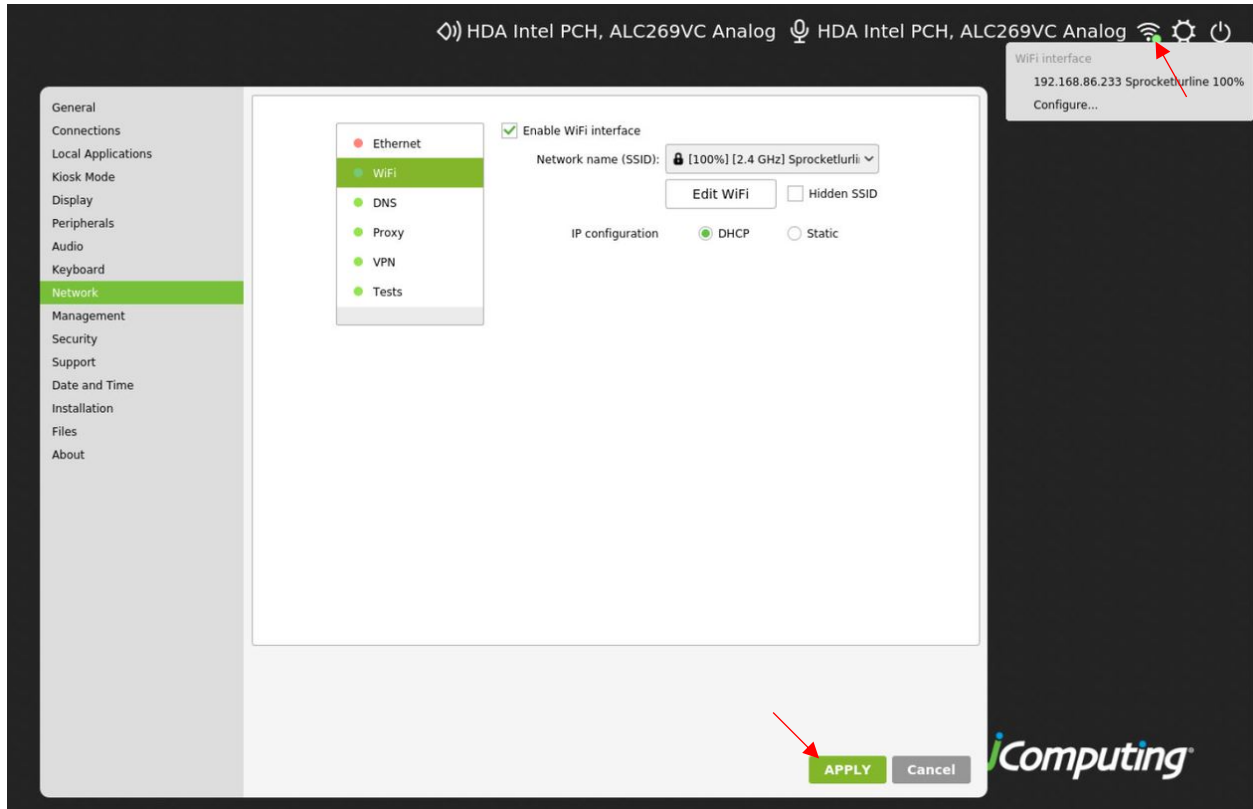 HDA Intel PCH, ALC269VC Analog HDA Intel PCH, ALC269VC Analog
WiFi interface
192.168.86.233 100%
Configure...
General
Connections
Local Applications
Kiosk Mode
Display
Peripherals
Audio
Keyboard
Network
Management
Security
Support
Date and Time
Installation
Files
About
Ethernet
WiFi
DNS
Proxy
VPN
Tests
Enable WiFi interface
Network name (SSID): [100%] [2.4 GHz] Sprocketlurli
Edit WiFi Hidden SSID
IP configuration DHCP Static
APPLY Cancel
iComputing